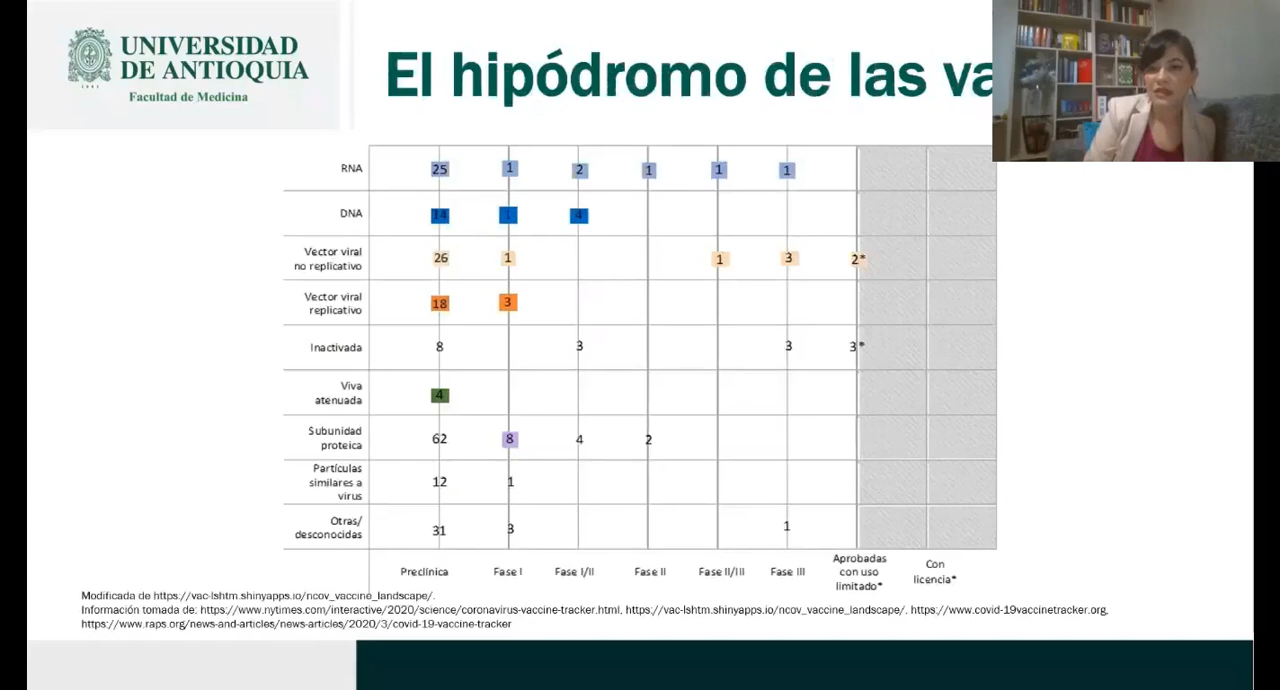 UNIVERSIDAD
DE ANTIOQUIA
Facultad de Medicina
El hipódromo de las va
RNA 25 1 2 1 1 1
DNA 14 1 4
Vector viral
no replicativo 26 1 1 3 2*
Vector viral
replicativo 18 3
Inactivada 8 3 3 3*
Viva
atenuada 4
Subunidad
proteica 62 8 4 2
Partículas
similares a
virus 12 1
Otras/
desconocidas 31 3 1
Preclínica Fase I Fase I/II Fase II Fase II/III Fase III Aprobadas
con uso
limitado*
Con
licencia*
Modificada de https://vac-lshtm.shinyapps.io/ncov_vaccine_landscape/.
Información tomada de: https://www.nytimes.com/interactive/2020/science/coronavirus-vaccine-tracker.html, https://vac-lshtm.shinyapps.io/ncov_vaccine_landscape/, https://www.covid-19vaccinetracker.org,
https://www.raps.org/news-and-articles/news-articles/2020/3/covid-19-vaccine-tracker